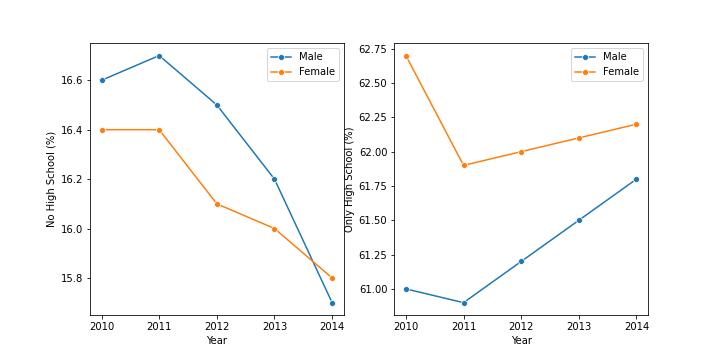 No High School (%)
16.6
16.4
16.2
16.0
15.8
2010 2011 2012 2013 2014
Year
Male
Female
Only High School (%)
62.75
62.50
62.25
62.00
61.75
61.50
61.25
61.00
2010 2011 2012 2013 2014
Year
Male
Female